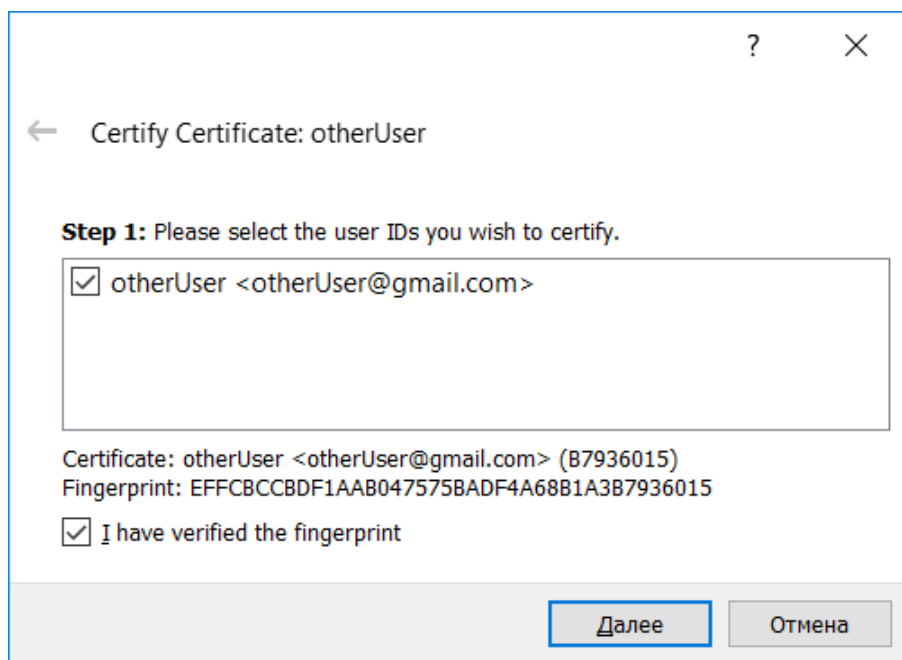 ?
Certify Certificate: otherUser
Step 1: Please select the user IDs you wish to certify.
otherUser <otherUser@gmail.com>
Certificate: otherUser <otherUser@gmail.com> (B7936015)
Fingerprint: EFFCBCCBDF1AAB047575BADF4A68B1A3B7936015
I have verified the fingerprint
Далее Отмена